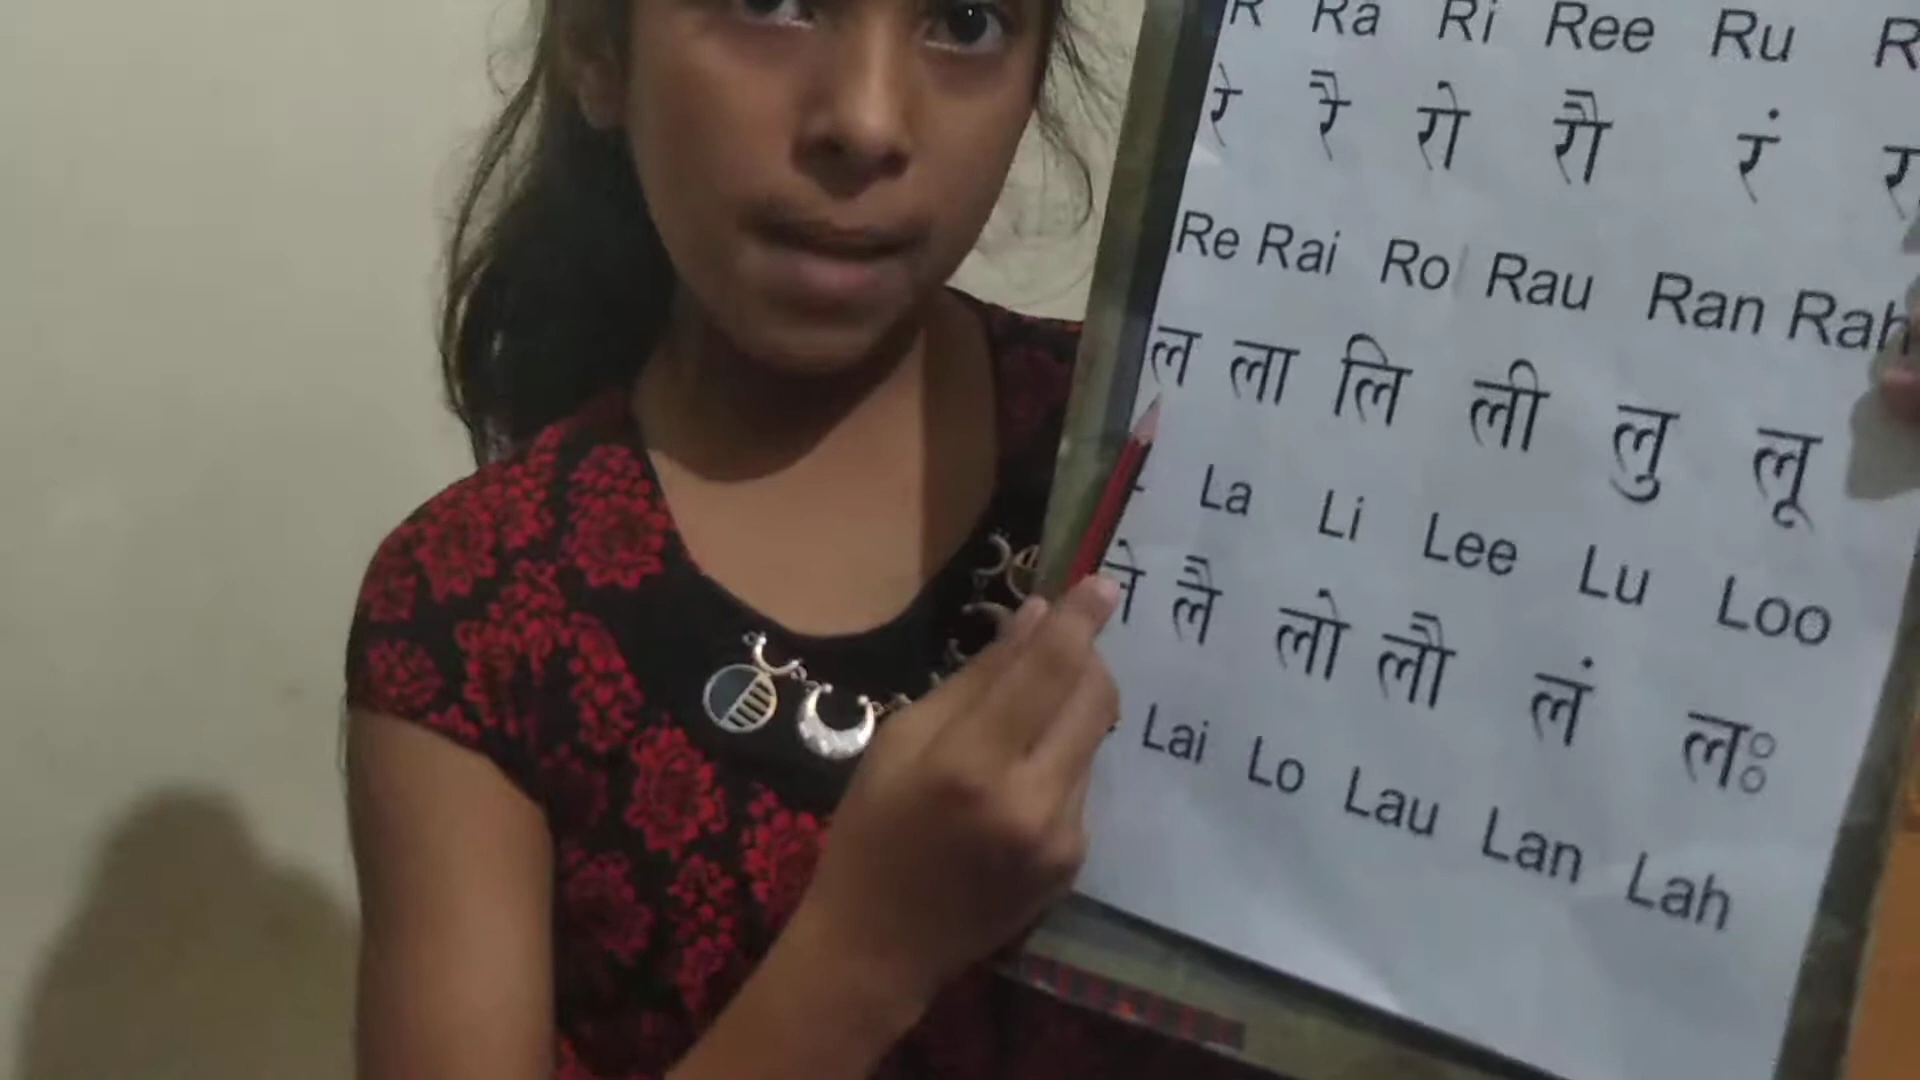 R Ra Ri Ree Ru
रे रै रो रौ रं
Re Rai Ro Rau Ran Rah
ल ला लि ली लु लू
La Li Lee Lu Loo
ले लै लो लौ लं लः
Lai Lo Lau Lan Lah